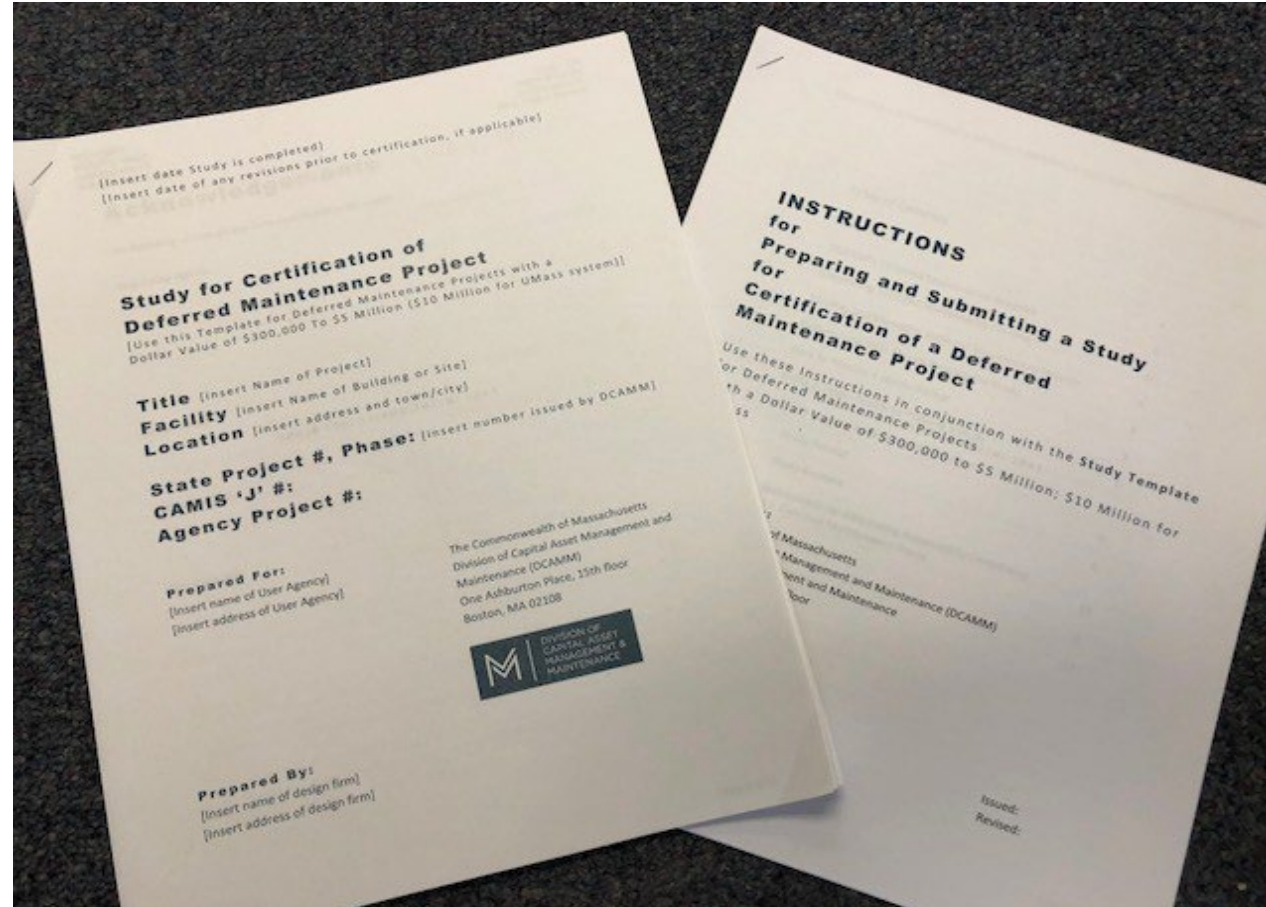 [Insert date Study is completed]
[Insert date of any revisions prior to certification, if applicable]
Study for Certification of
Deferred Maintenance Project
[Use this Template for Deferred Maintenance Projects with a
Dollar Value of $300,000 To $5 Million ($10 Million for UMass system)]
Title [insert Name of Project]
Facility [insert Name of Building or Site]
Location [insert address and town/city]
State Project #, Phase: [insert number issued by DCAMM]
CAMIS ‘J’ #:
Agency Project #:
Prepared For:
[Insert name of User Agency]
[Insert address of User Agency]
The Commonwealth of Massachusetts
Division of Capital Asset Management and
Maintenance (DCAMM)
One Ashburton Place, 15th floor
Boston, MA 02108
DIVISION OF
CAPITAL ASSET
MANAGEMENT &
MAINTENANCE
Prepared By:
[Insert name of design firm]
[Insert address of design firm]
INSTRUCTIONS
for
Preparing and Submitting a Study
for
Certification of a Deferred
Maintenance Project
Use these Instructions in conjunction with the Study Template
for Deferred Maintenance Projects
a Dollar Value of $300,000 to $5 Million; $10 Million for
of Massachusetts
Management and Maintenance (DCAMM)
and Maintenance
floor
Issued:
Revised: